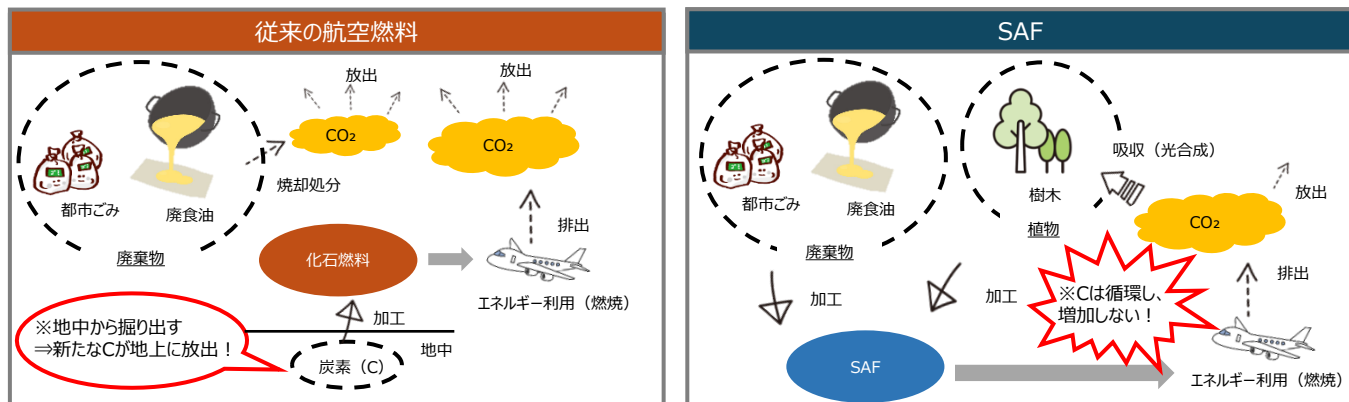 従来の航空燃料
放出
放出
CO₂
CO₂
焼却処分
都市ごみ
廃食油
廃棄物
排出
化石燃料
エネルギー利用（燃焼）
加工
※地中から掘り出す
⇒新たなCが地上に放出！
地中
炭素（C）
SAF
吸収（光合成）
放出
都市ごみ
廃食油
樹木
CO₂
植物
廃棄物
排出
加工
加工
※Cは循環し、
増加しない！
SAF
エネルギー利用（燃焼）